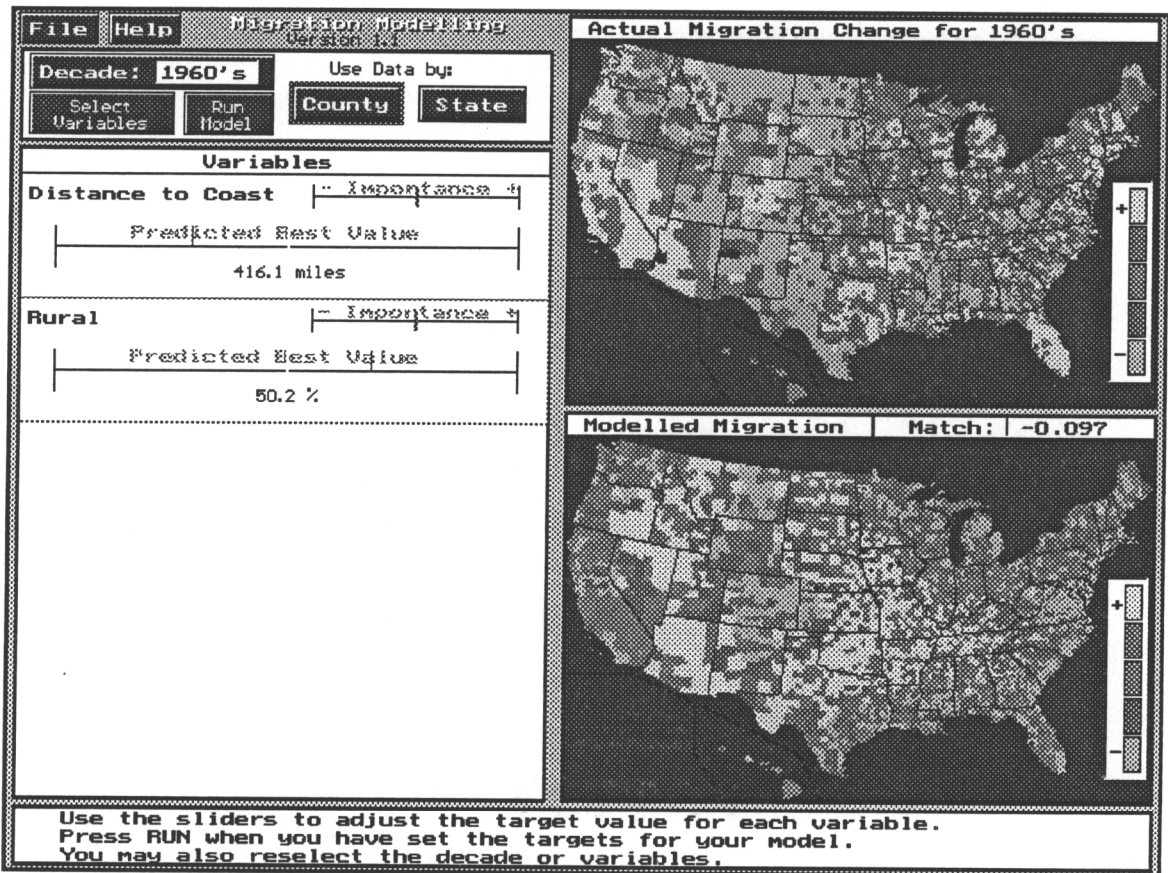 File Help Migration Modelling
Version 1.1
Decade: 1960's
Use Data by:
Select Variables
Run Model
County State
Variables
Distance to Coast
- Importance +
Predicted Best Value
416.1 miles
Rural
- Importance +
Predicted Best Value
50.2 %
Actual Migration Change for 1960's
+
-
Modelled Migration Match: -0.097
+
-
Use the sliders to adjust the target value for each variable.
Press RUN when you have set the targets for your model.
You may also reselect the decade or variables.